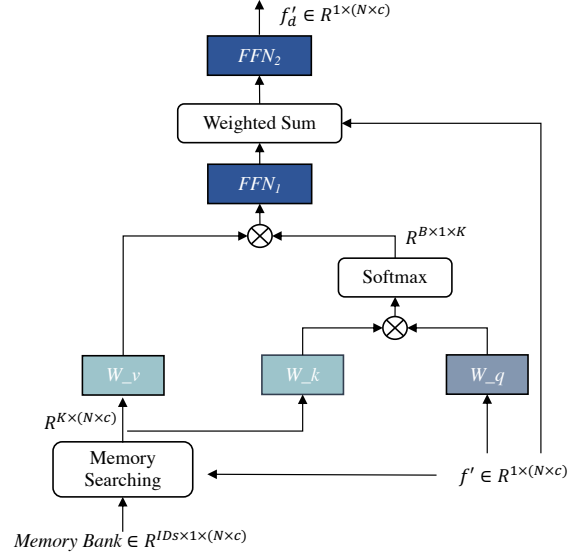 f'_d ∈ R^{1×(N×c)}
FFN_2
Weighted Sum
FFN_1
R^{B×1×K}
Softmax
W_v
W_k
W_q
R^{K×(N×c)}
Memory
Searching
f' ∈ R^{1×(N×c)}
Memory Bank ∈ R^{IDs×1×(N×c)}